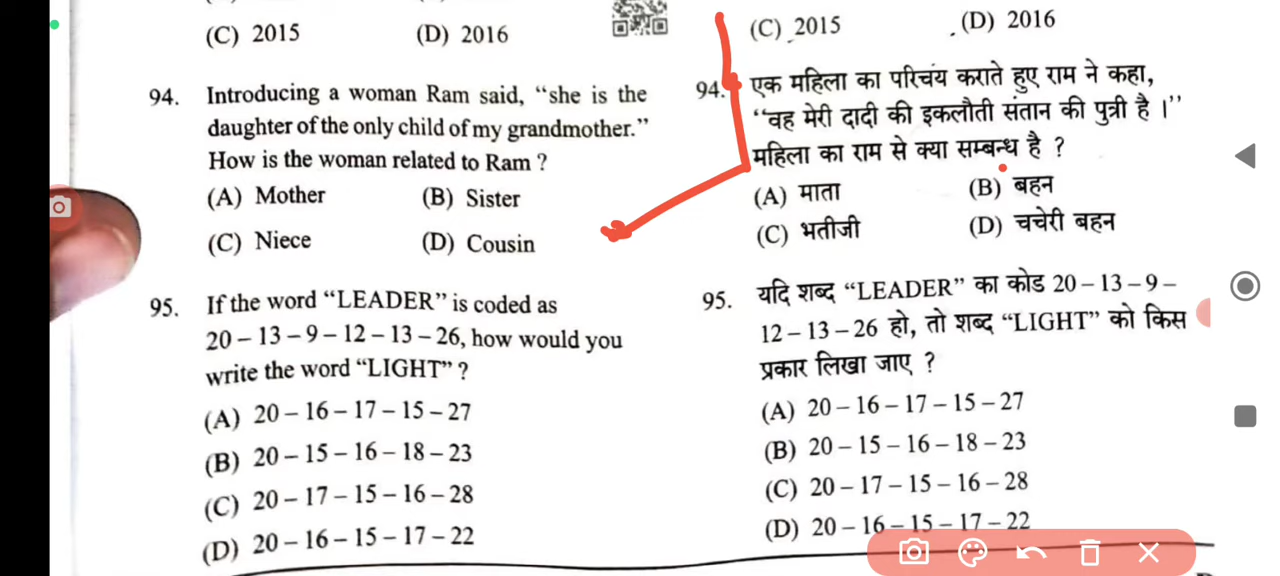 (C) 2015
(D) 2016
94. Introducing a woman Ram said, “she is the
daughter of the only child of my grandmother.”
How is the woman related to Ram ?
(A) Mother
(B) Sister
(C) Niece
(D) Cousin
95. If the word “LEADER” is coded as
20 – 13 – 9 – 12 – 13 – 26, how would you
write the word “LIGHT” ?
(A) 20 – 16 – 17 – 15 – 27
(B) 20 – 15 – 16 – 18 – 23
(C) 20 – 17 – 15 – 16 – 28
(D) 20 – 16 – 15 – 17 – 22
(C) 2015
(D) 2016
94. एक महिला का परिचय कराते हुए राम ने कहा,
‘‘वह मेरी दादी की इकलौती संतान की पुत्री है ।’’
महिला का राम से क्या सम्बन्ध है ?
(A) माता
(B) बहन
(C) भतीजी
(D) चचेरी बहन
95. यदि शब्द “LEADER” का कोड 20 – 13 – 9 –
12 – 13 – 26 हो, तो शब्द “LIGHT” को किस
प्रकार लिखा जाए ?
(A) 20 – 16 – 17 – 15 – 27
(B) 20 – 15 – 16 – 18 – 23
(C) 20 – 17 – 15 – 16 – 28
(D) 20 – 16 – 15 – 17 – 22